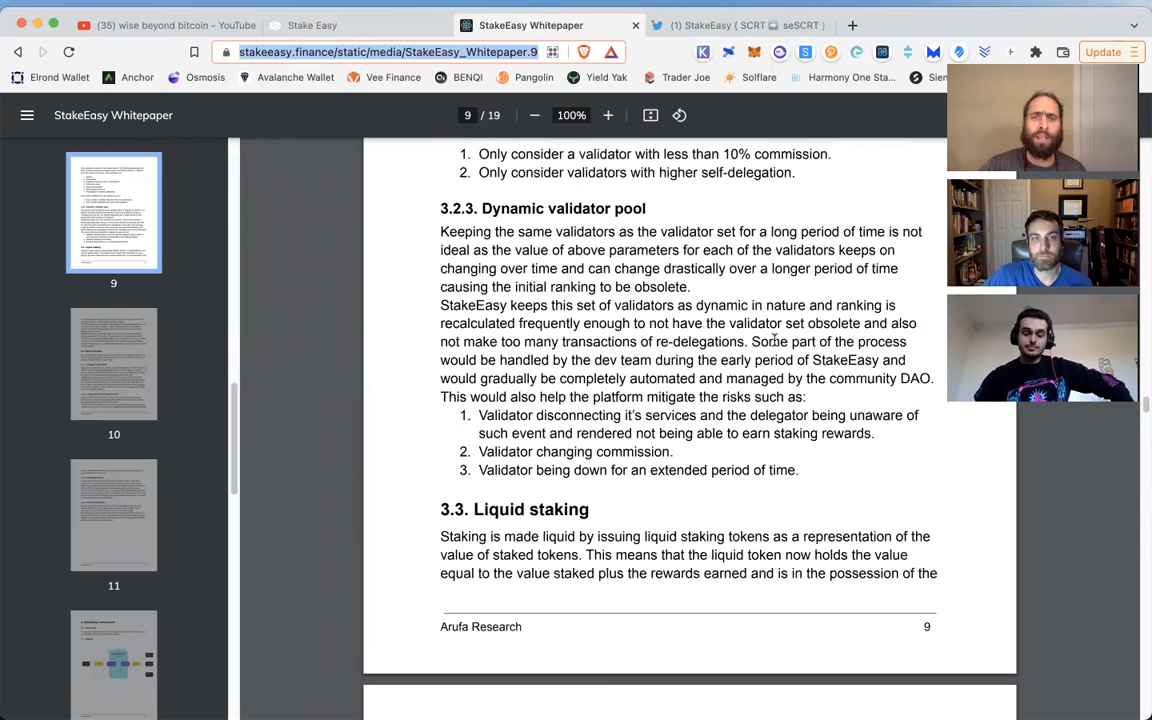 (35) wise beyond bitcoin - YouTube
Stake Easy
StakeEasy Whitepaper
(1) StakeEasy { SCRT ⇒ seSCRT }
stakeeasy.finance/static/media/StakeEasy_Whitepaper.9
Update
Elrond Wallet
Anchor
Osmosis
Avalanche Wallet
Vee Finance
BENQI
Pangolin
Yield Yak
Trader Joe
Solflare
Harmony One Sta...
StakeEasy Whitepaper
9 / 19
100%
1. Only consider a validator with less than 10% commission.
2. Only consider validators with higher self-delegation.
3.2.3. Dynamic validator pool
Keeping the same validators as the validator set for a long period of time is not
ideal as the value of above parameters for each of the validators keeps on
changing over time and can change drastically over a longer period of time
causing the initial ranking to be obsolete.
StakeEasy keeps this set of validators as dynamic in nature and ranking is
recalculated frequently enough to not have the validator set obsolete and also
not make too many transactions of re-delegations. Some part of the process
would be handled by the dev team during the early period of StakeEasy and
would gradually be completely automated and managed by the community DAO.
This would also help the platform mitigate the risks such as:
1. Validator disconnecting it's services and the delegator being unaware of
such event and rendered not being able to earn staking rewards.
2. Validator changing commission.
3. Validator being down for an extended period of time.
3.3. Liquid staking
Staking is made liquid by issuing liquid staking tokens as a representation of the
value of staked tokens. This means that the liquid token now holds the value
equal to the value staked plus the rewards earned and is in the possession of the
Arufa Research
9
9
10
11